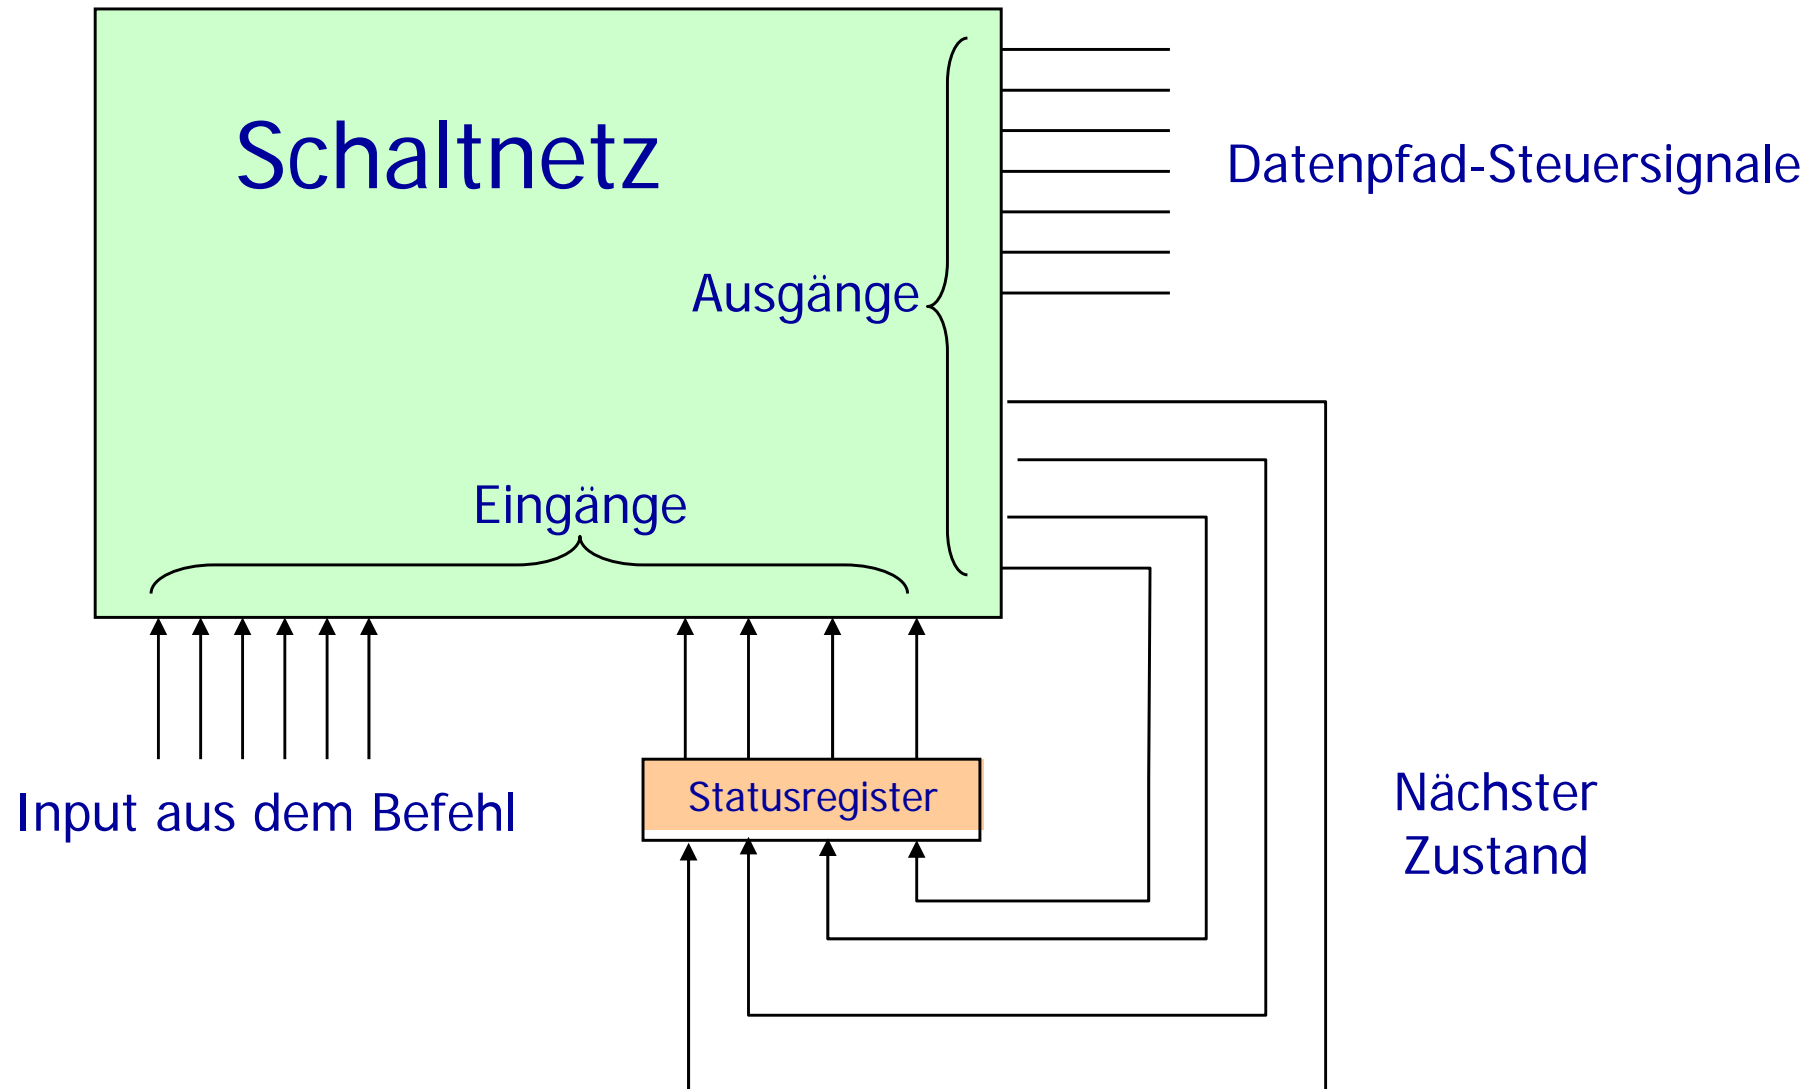 Schaltnetz
Datenpfad-Steuersignale
Ausgänge
Eingänge
Input aus dem Befehl
Statusregister
Nächster
Zustand